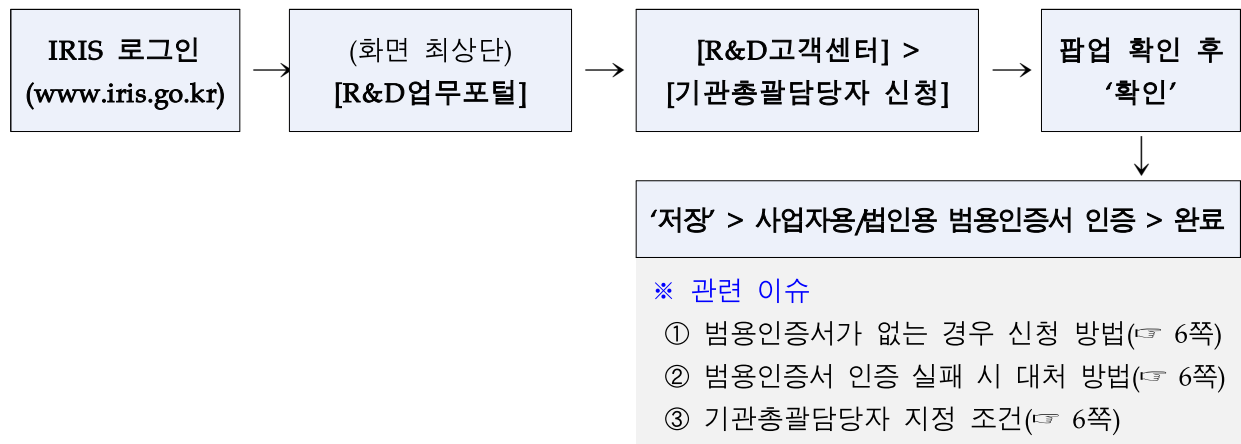 IRIS 로그인
(www.iris.go.kr)
(화면 최상단)
[R&D업무포털]
[R&D고객센터] >
[기관총괄담당자 신청]
팝업 확인 후
‘확인’
‘저장’ > 사업자용/법인용 범용인증서 인증 > 완료
※ 관련 이슈
① 범용인증서가 없는 경우 신청 방법(☞ 6쪽)
② 범용인증서 인증 실패 시 대처 방법(☞ 6쪽)
③ 기관총괄담당자 지정 조건(☞ 6쪽)